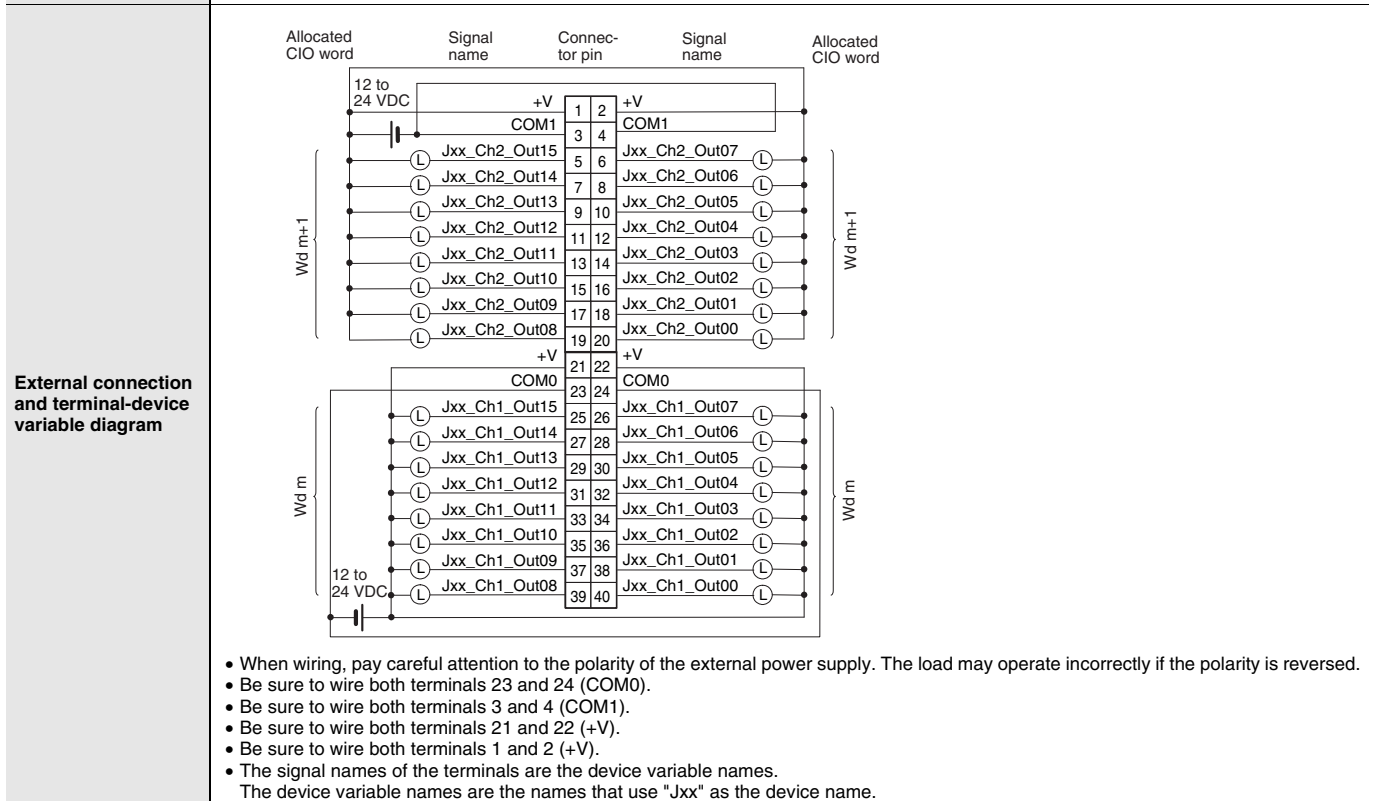 External connection
and terminal-device
variable diagram
Allocated
CIO word
Signal
name
Connec-
tor pin
Signal
name
Allocated
CIO word
12 to
24 VDC
+V 1 2 +V
COM1 3 4 COM1
L Jxx_Ch2_Out15 5 6 Jxx_Ch2_Out07 L
L Jxx_Ch2_Out14 7 8 Jxx_Ch2_Out06 L
L Jxx_Ch2_Out13 9 10 Jxx_Ch2_Out05 L
L Jxx_Ch2_Out12 11 12 Jxx_Ch2_Out04 L
L Jxx_Ch2_Out11 13 14 Jxx_Ch2_Out03 L
L Jxx_Ch2_Out10 15 16 Jxx_Ch2_Out02 L
L Jxx_Ch2_Out09 17 18 Jxx_Ch2_Out01 L
L Jxx_Ch2_Out08 19 20 Jxx_Ch2_Out00 L
Wd m+1
Wd m+1
+V 21 22 +V
COM0 23 24 COM0
L Jxx_Ch1_Out15 25 26 Jxx_Ch1_Out07 L
L Jxx_Ch1_Out14 27 28 Jxx_Ch1_Out06 L
L Jxx_Ch1_Out13 29 30 Jxx_Ch1_Out05 L
L Jxx_Ch1_Out12 31 32 Jxx_Ch1_Out04 L
L Jxx_Ch1_Out11 33 34 Jxx_Ch1_Out03 L
L Jxx_Ch1_Out10 35 36 Jxx_Ch1_Out02 L
L Jxx_Ch1_Out09 37 38 Jxx_Ch1_Out01 L
L Jxx_Ch1_Out08 39 40 Jxx_Ch1_Out00 L
Wd m
Wd m
12 to
24 VDC
• When wiring, pay careful attention to the polarity of the external power supply. The load may operate incorrectly if the polarity is reversed.
• Be sure to wire both terminals 23 and 24 (COM0).
• Be sure to wire both terminals 3 and 4 (COM1).
• Be sure to wire both terminals 21 and 22 (+V).
• Be sure to wire both terminals 1 and 2 (+V).
• The signal names of the terminals are the device variable names.
The device variable names are the names that use "Jxx" as the device name.